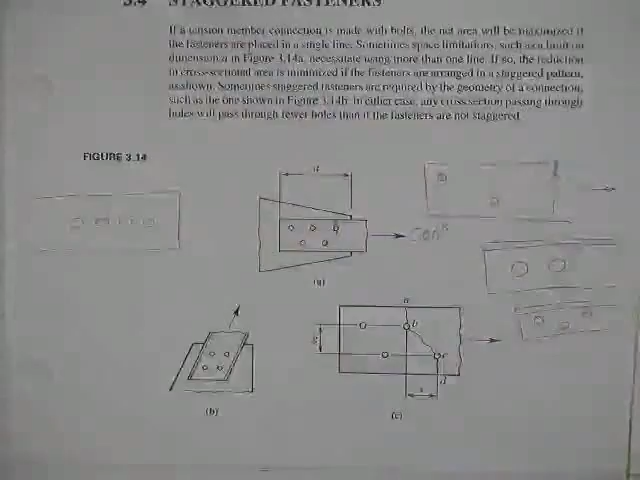 3.4 STAGGERED FASTENERS
If a tension member connection is made with bolts, the net area will be maximized if
the fasteners are placed in a single line. Sometimes space limitations, such as a limit on
dimension a in Figure 3.14a, necessitate using more than one line. If so, the reduction
in cross-sectional area is minimized if the fasteners are arranged in a staggered pattern,
as shown. Sometimes staggered fasteners are required by the geometry of a connection,
such as the one shown in Figure 3.14b. In either case, any cross section passing through
holes will pass through fewer holes than if the fasteners are not staggered.
FIGURE 3.14
a
(a)
a
b
c
d
s
(b)
(c)